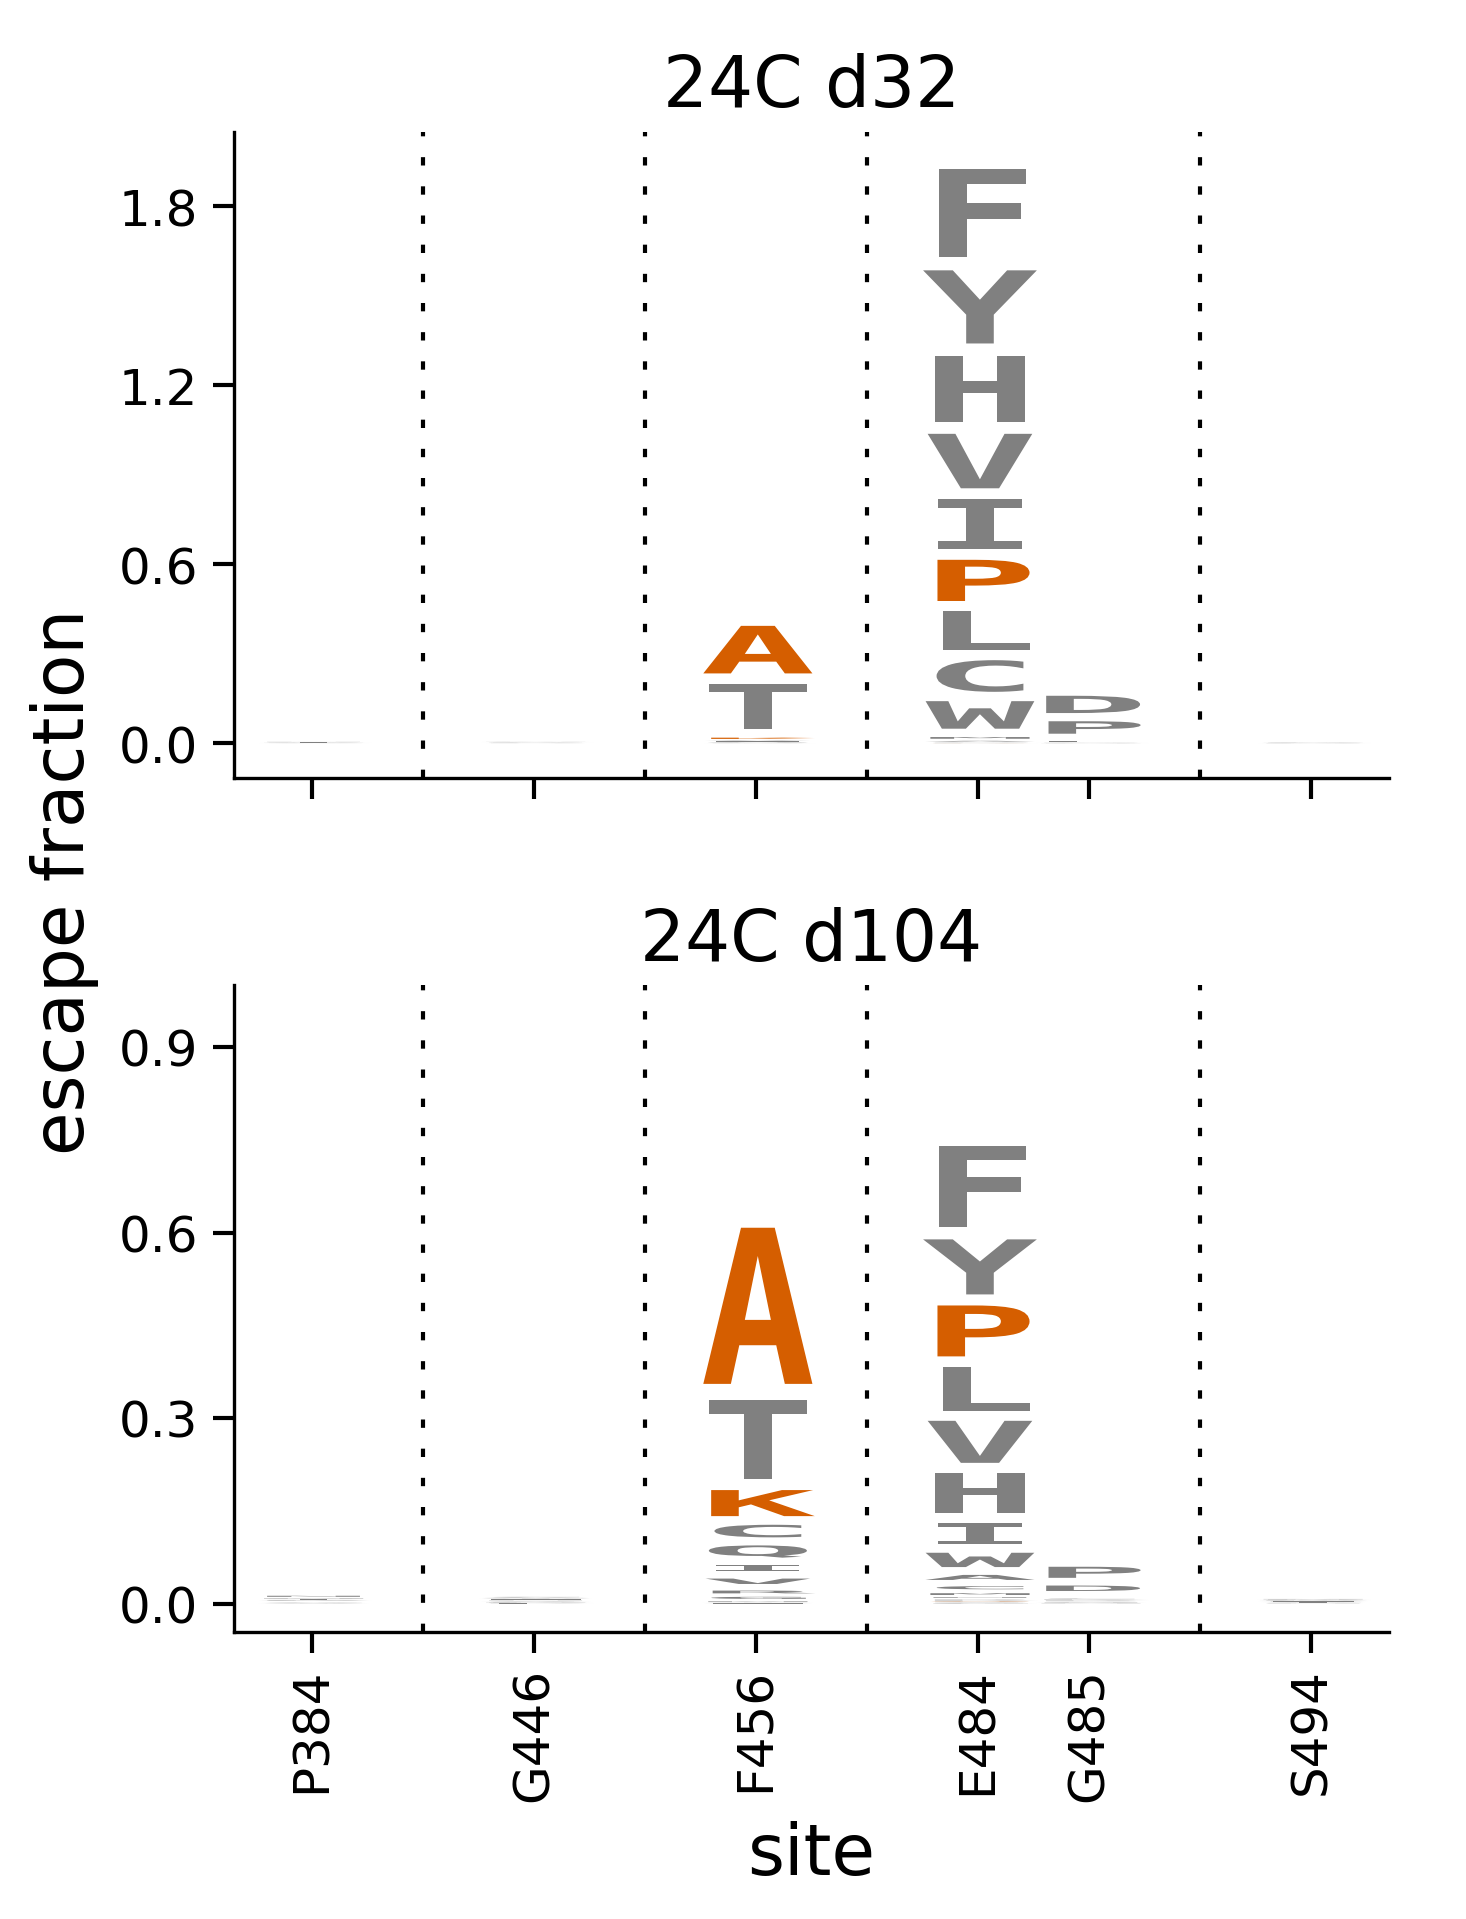 24C d32
1.8
1.2
0.6
0.0
F
Y
H
V
I
P
L
C
W
A
T
D
P
24C d104
0.9
0.6
0.3
0.0
A
T
K
C
Q
I
V
F
Y
P
L
V
H
I
W
A
P
D
escape fraction
P384
G446
F456
E484
G485
S494
site